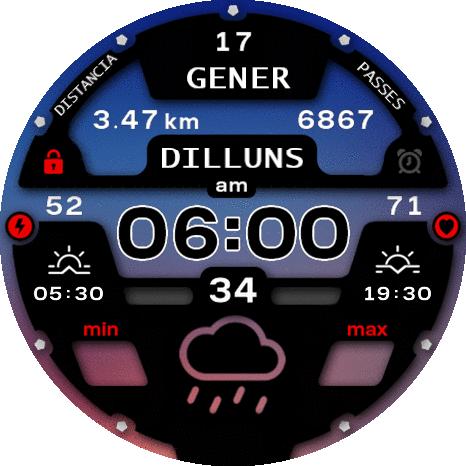 17
GENER
DISTANCIA
PASSES
3.47 km
6867
DILLUNS
am
52
06:00
71
05:30
34
19:30
min
max